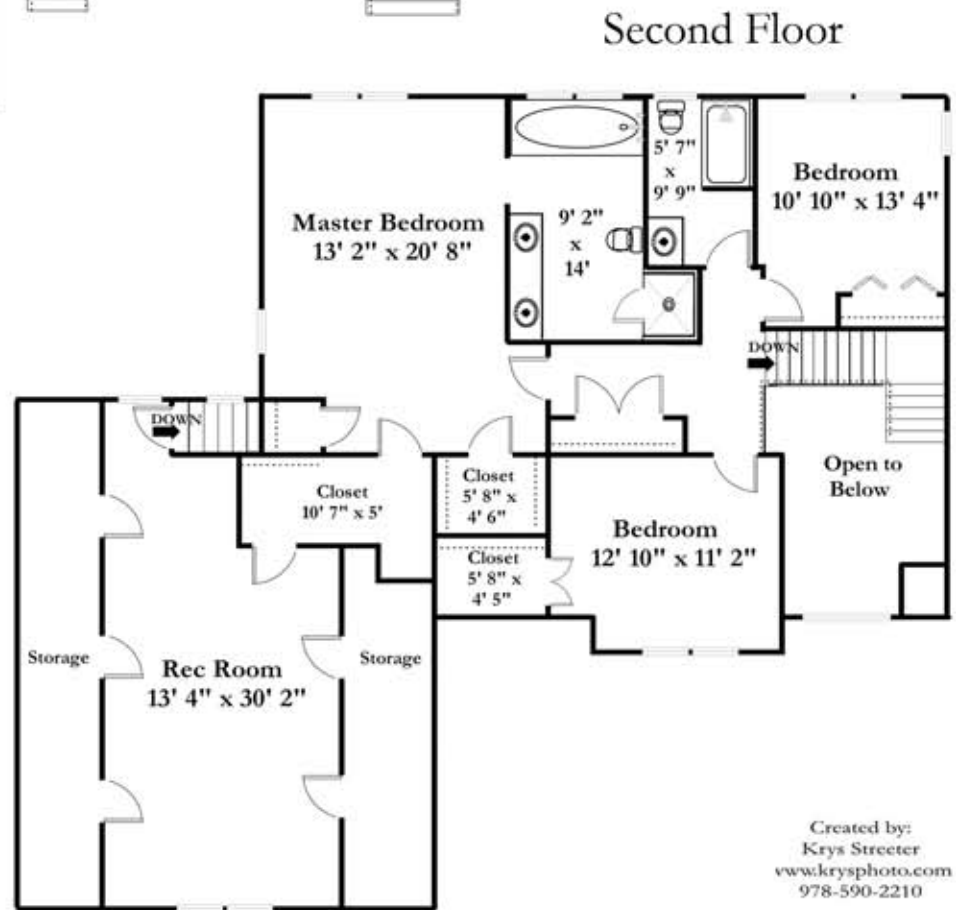 Second Floor
Master Bedroom
13' 2" x 20' 8"
9' 2"
x
14'
5' 7"
x
9' 9"
Bedroom
10' 10" x 13' 4"
DOWN
DOWN
Open to
Below
Closet
10' 7" x 5'
Closet
5' 8" x
4' 6"
Closet
5' 8" x
4' 5"
Bedroom
12' 10" x 11' 2"
Storage
Rec Room
13' 4" x 30' 2"
Storage
Created by:
Krys Streeter
www.krysphoto.com
978-590-2210